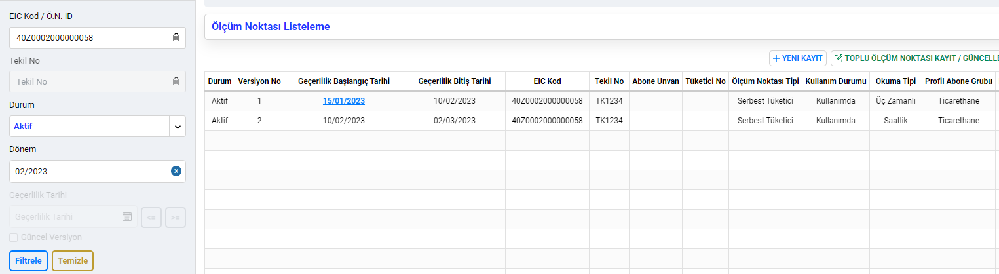 EIC Kod / Ö.N. ID
40Z0002000000058
Tekil No
Tekil No
Durum
Aktif
Dönem
02/2023
Geçerlilik Tarihi
Geçerlilik Tarihi <= >=
Güncel Versiyon
Filtrele Temizle
Ölçüm Noktası Listeleme
+ YENİ KAYIT TOPLU ÖLÇÜM NOKTASI KAYIT / GÜNCELLE
Durum Versiyon No Geçerlilik Başlangıç Tarihi Geçerlilik Bitiş Tarihi EIC Kod Tekil No Abone Unvan Tüketici No Ölçüm Noktası Tipi Kullanım Durumu Okuma Tipi Profil Abone Grubu
Aktif 1 15/01/2023 10/02/2023 40Z0002000000058 TK1234 Serbest Tüketici Kullanımda Üç Zamanlı Ticarethane
Aktif 2 10/02/2023 02/03/2023 40Z0002000000058 TK1234 Serbest Tüketici Kullanımda Saatlik Ticarethane